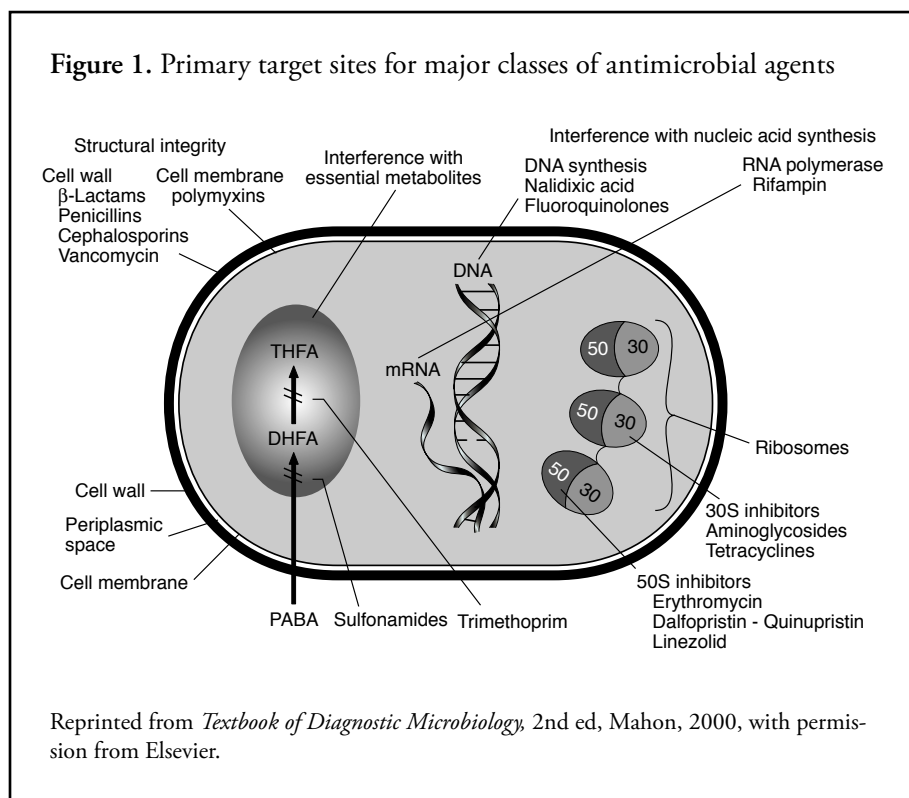 Figure 1. Primary target sites for major classes of antimicrobial agents
Structural integrity
Cell wall
β-Lactams
Penicillins
Cephalosporins
Vancomycin
Cell membrane
polymyxins
Interference with
essential metabolites
Interference with nucleic acid synthesis
DNA synthesis
Nalidixic acid
Fluoroquinolones
RNA polymerase
Rifampin
DNA
THFA
mRNA
DHFA
50 30
50 30
50 30
Ribosomes
Cell wall
Periplasmic
space
Cell membrane
30S inhibitors
Aminoglycosides
Tetracyclines
50S inhibitors
Erythromycin
Dalfopristin - Quinupristin
Linezolid
PABA
Sulfonamides
Trimethoprim
Reprinted from Textbook of Diagnostic Microbiology, 2nd ed, Mahon, 2000, with permis-
sion from Elsevier.